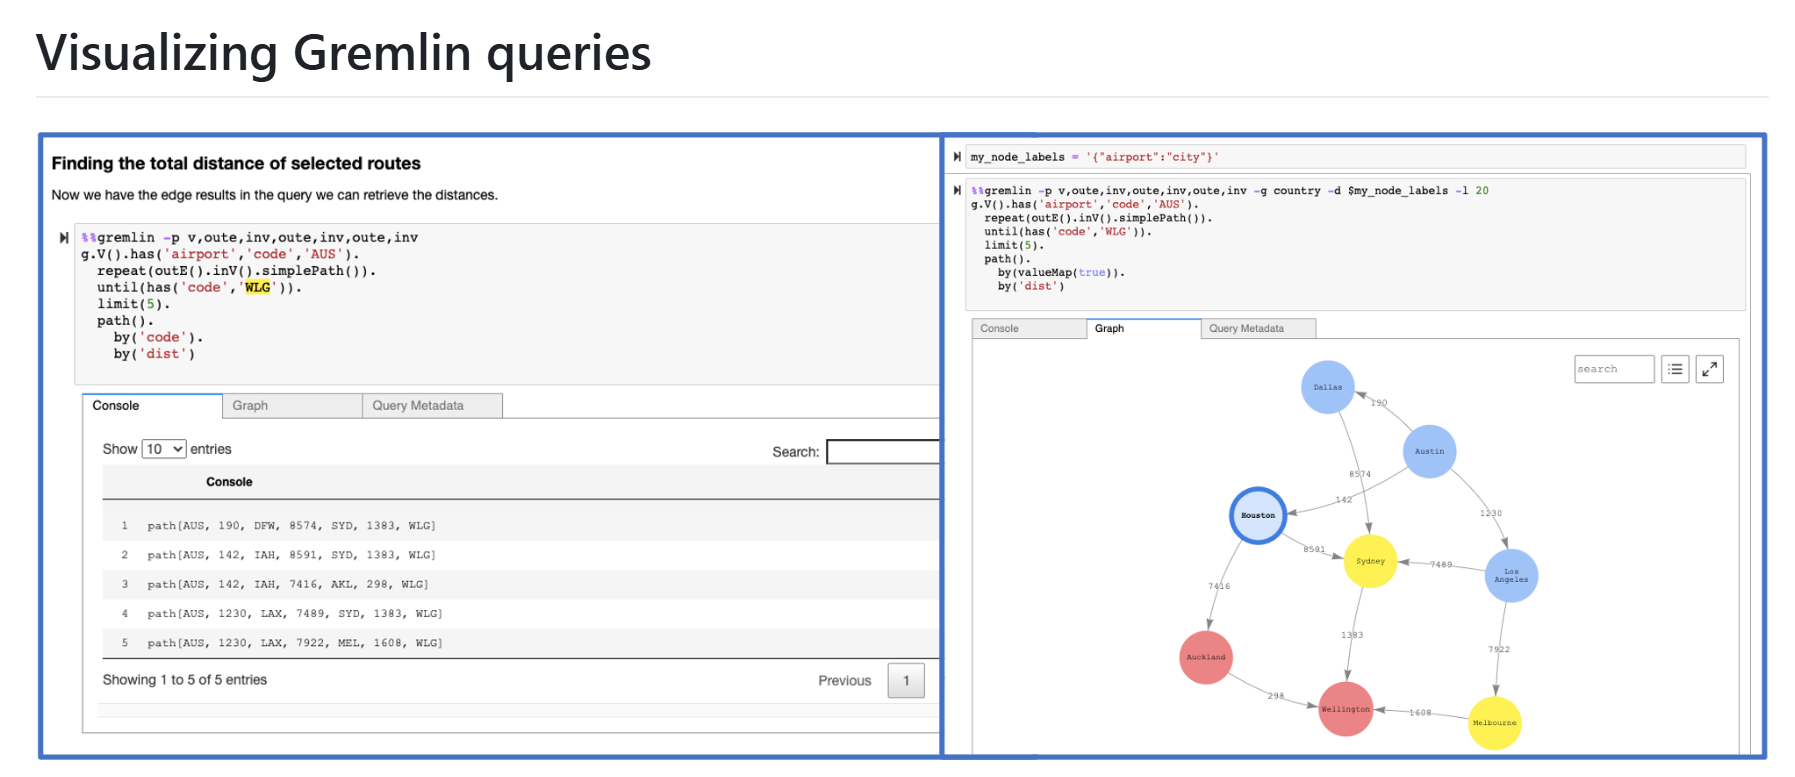 Visualizing Gremlin queries
Finding the total distance of selected routes
Now we have the edge results in the query we can retrieve the distances.
%%gremlin -p v,oute,inv,oute,inv,oute,inv
g.V().has('airport','code','AUS').
repeat(outE().inV().simplePath()).
until(has('code','WLG')).
limit(5).
path().
by('code').
by('dist')
Console
Graph
Query Metadata
Show 10 entries
Search:
Console
1 path[AUS, 190, DFW, 8574, SYD, 1383, WLG]
2 path[AUS, 142, IAH, 8591, SYD, 1383, WLG]
3 path[AUS, 142, IAH, 7416, AKL, 298, WLG]
4 path[AUS, 1230, LAX, 7489, SYD, 1383, WLG]
5 path[AUS, 1230, LAX, 7922, MEL, 1608, WLG]
Showing 1 to 5 of 5 entries
Previous
1
my_node_labels = '{"airport":"city"}'
%%gremlin -p v,oute,inv,oute,inv,oute,inv -g country -d $my_node_labels -l 20
g.V().has('airport','code','AUS').
repeat(outE().inV().simplePath()).
until(has('code','WLG')).
limit(5).
path().
by(valueMap(true)).
by('dist')
Console
Graph
Query Metadata
search
Dallas
190
Austin
8574
142
Houston
1230
8591
Sydney
7489
Los
Angeles
7416
1383
7922
Auckland
298
Wellington
1608
Melbourne